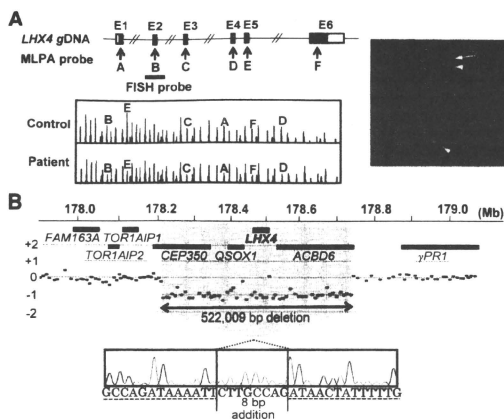 A
E1 E2 E3 E4 E5 E6
LHX4 gDNA
MLPA probe
A B C D E F
FISH probe
Control
B E C A F D
Patient
B E C A F D
B
178.0 178.2 178.4 178.6 178.8 179.0 (Mb)
FAM163A TOR1AIP1 LHX4
TOR1AIP2 CEP350 QSOX1 ACBD6 γPR1
+2
+1
0
-1
-2
522,009 bp deletion
GCCAGATAAAATTCTTGCCAGATAACTATTTTTG
8 bp
addition